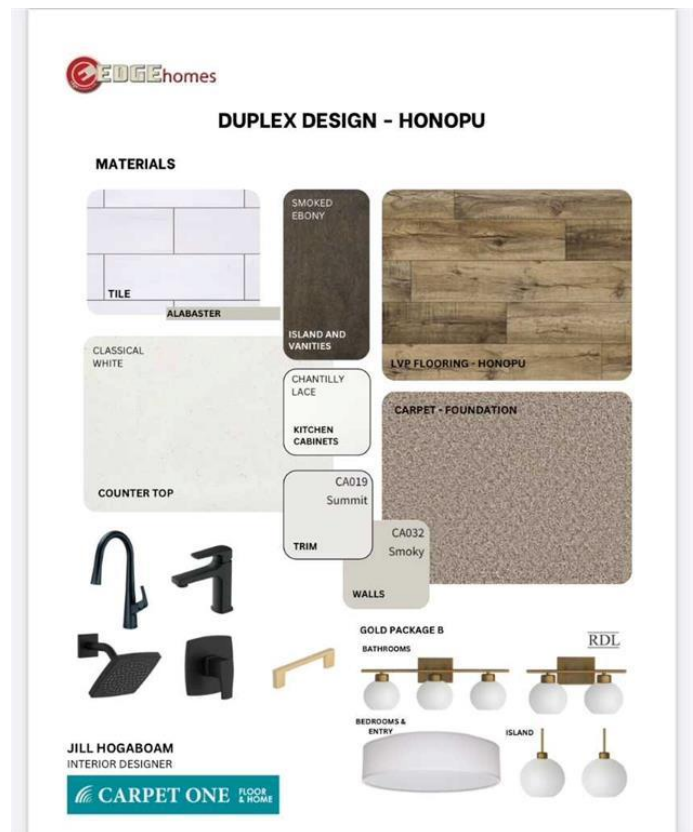 EDGEhomes
DUPLEX DESIGN - HONOPU
MATERIALS
TILE
ALABASTER
SMOKED
EBONY
ISLAND AND
VANITIES
LVP FLOORING - HONOPU
CLASSICAL
WHITE
COUNTER TOP
CHANTILLY
LACE
KITCHEN
CABINETS
CARPET - FOUNDATION
CA019
Summit
TRIM
CA032
Smoky
WALLS
GOLD PACKAGE B
RDL
BATHROOMS
BEDROOMS &
ENTRY
ISLAND
JILL HOGABOAM
INTERIOR DESIGNER
CARPET ONE FLOOR
& HOME